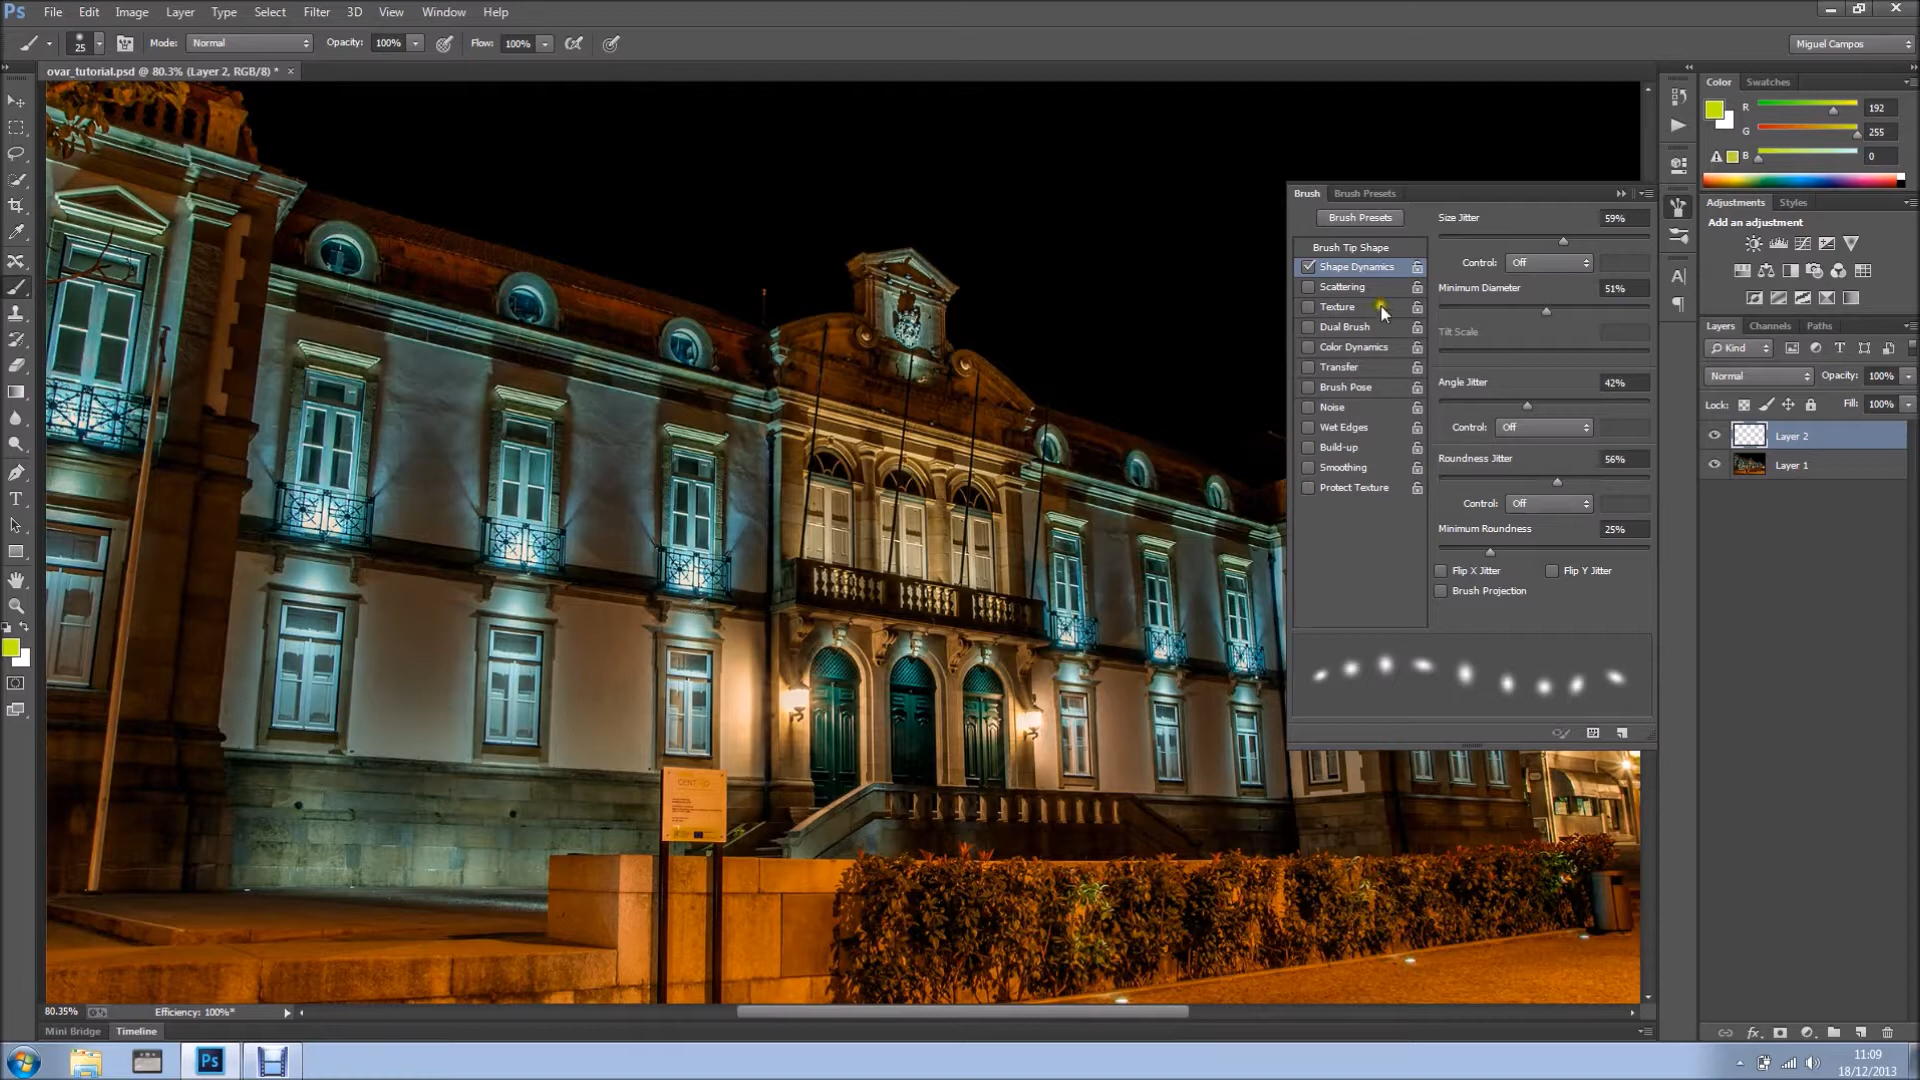 Ps File Edit Image Layer Type Select Filter 3D View Window Help
25 Mode: Normal Opacity: 100% Flow: 100% Miguel Campos
ovar_tutorial.psd @ 80.3% (Layer 2, RGB/8) * ×
Color Swatches
R 192
G 255
B 0
Adjustments Styles
Add an adjustment
Layers Channels Paths
Kind
Normal Opacity: 100%
Lock: Fill: 100%
Layer 2
Layer 1
Brush Brush Presets
Brush Presets
Brush Tip Shape
Shape Dynamics
Scattering
Texture
Dual Brush
Color Dynamics
Transfer
Brush Pose
Noise
Wet Edges
Build-up
Smoothing
Protect Texture
Size Jitter 59%
Control: Off
Minimum Diameter 51%
Tilt Scale
Angle Jitter 42%
Control: Off
Roundness Jitter 56%
Control: Off
Minimum Roundness 25%
Flip X Jitter Flip Y Jitter
Brush Projection
80.35% Efficiency: 100%*
Mini Bridge Timeline
Ps
11:09
18/12/2013